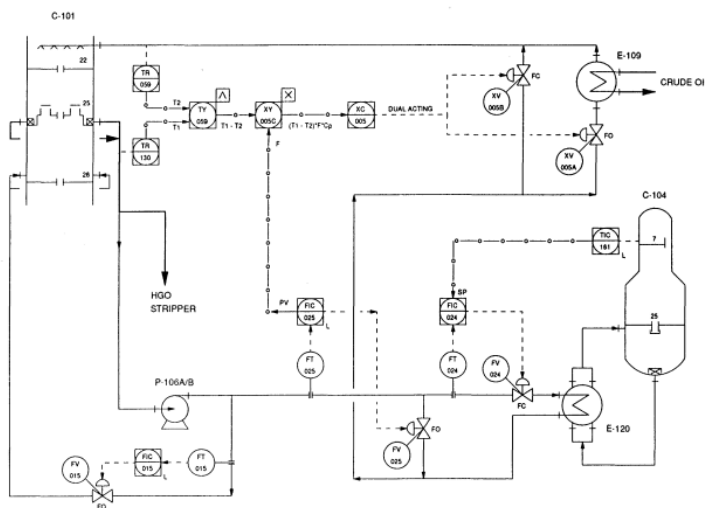 C-101
22
25
28
TR
059
TR
130
T2
T1
TY
059
T1 - T2
XY
005C
(T1 - T2)*F*Cp
F
XC
005
DUAL ACTING
XV
005B
FC
E-109
CRUDE OI
XV
005A
FO
C-104
TIC
161
L
7
25
HGO
STRIPPER
PV
FIC
025
L
SP
FIC
024
FT
025
FT
024
FV
024
FC
E-120
P-106A/B
FO
FV
025
FIC
015
L
FT
015
FV
015
FO